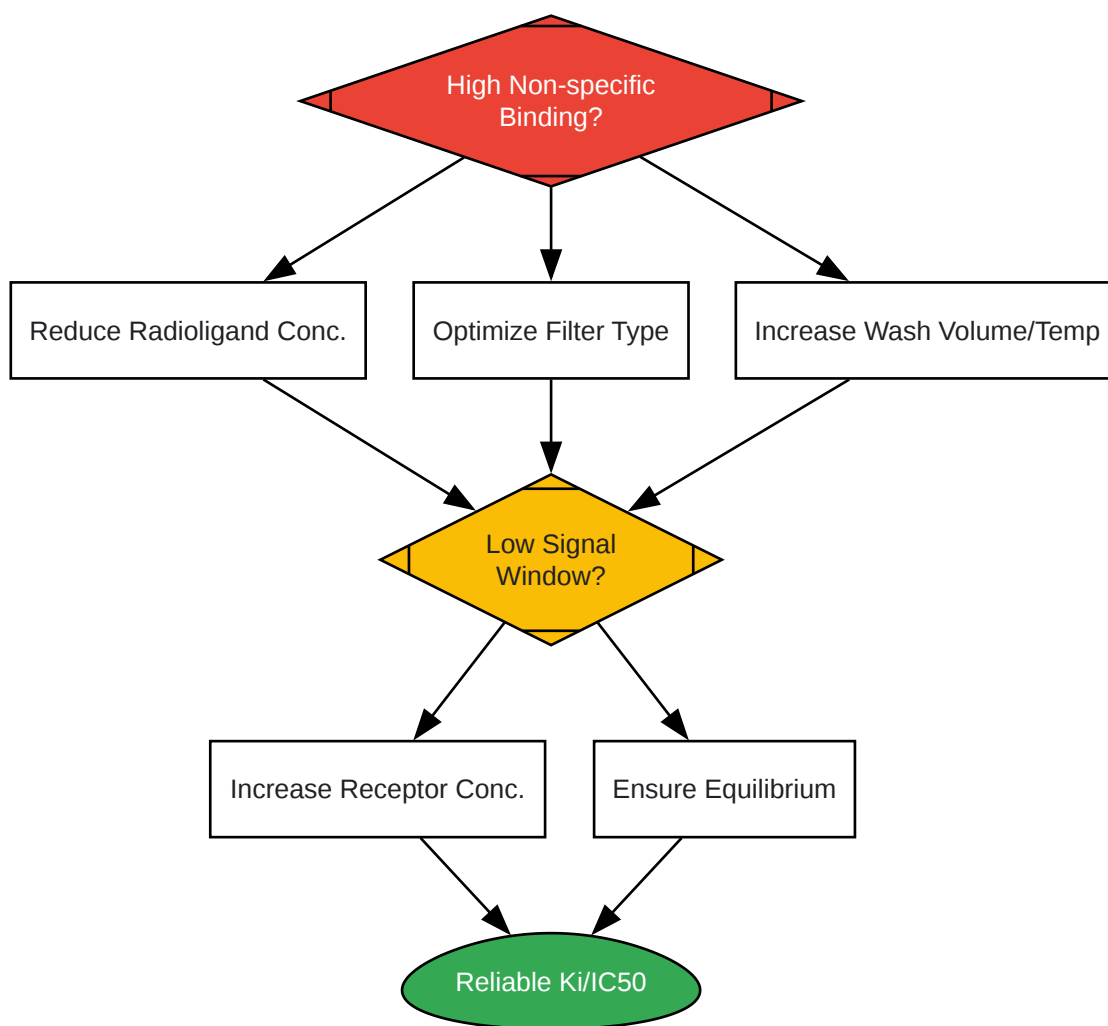 High Non-specific
Binding?
Reduce Radioligand Conc.
Optimize Filter Type
Increase Wash Volume/Temp
Low Signal
Window?
Increase Receptor Conc.
Ensure Equilibrium
Reliable Ki/IC50